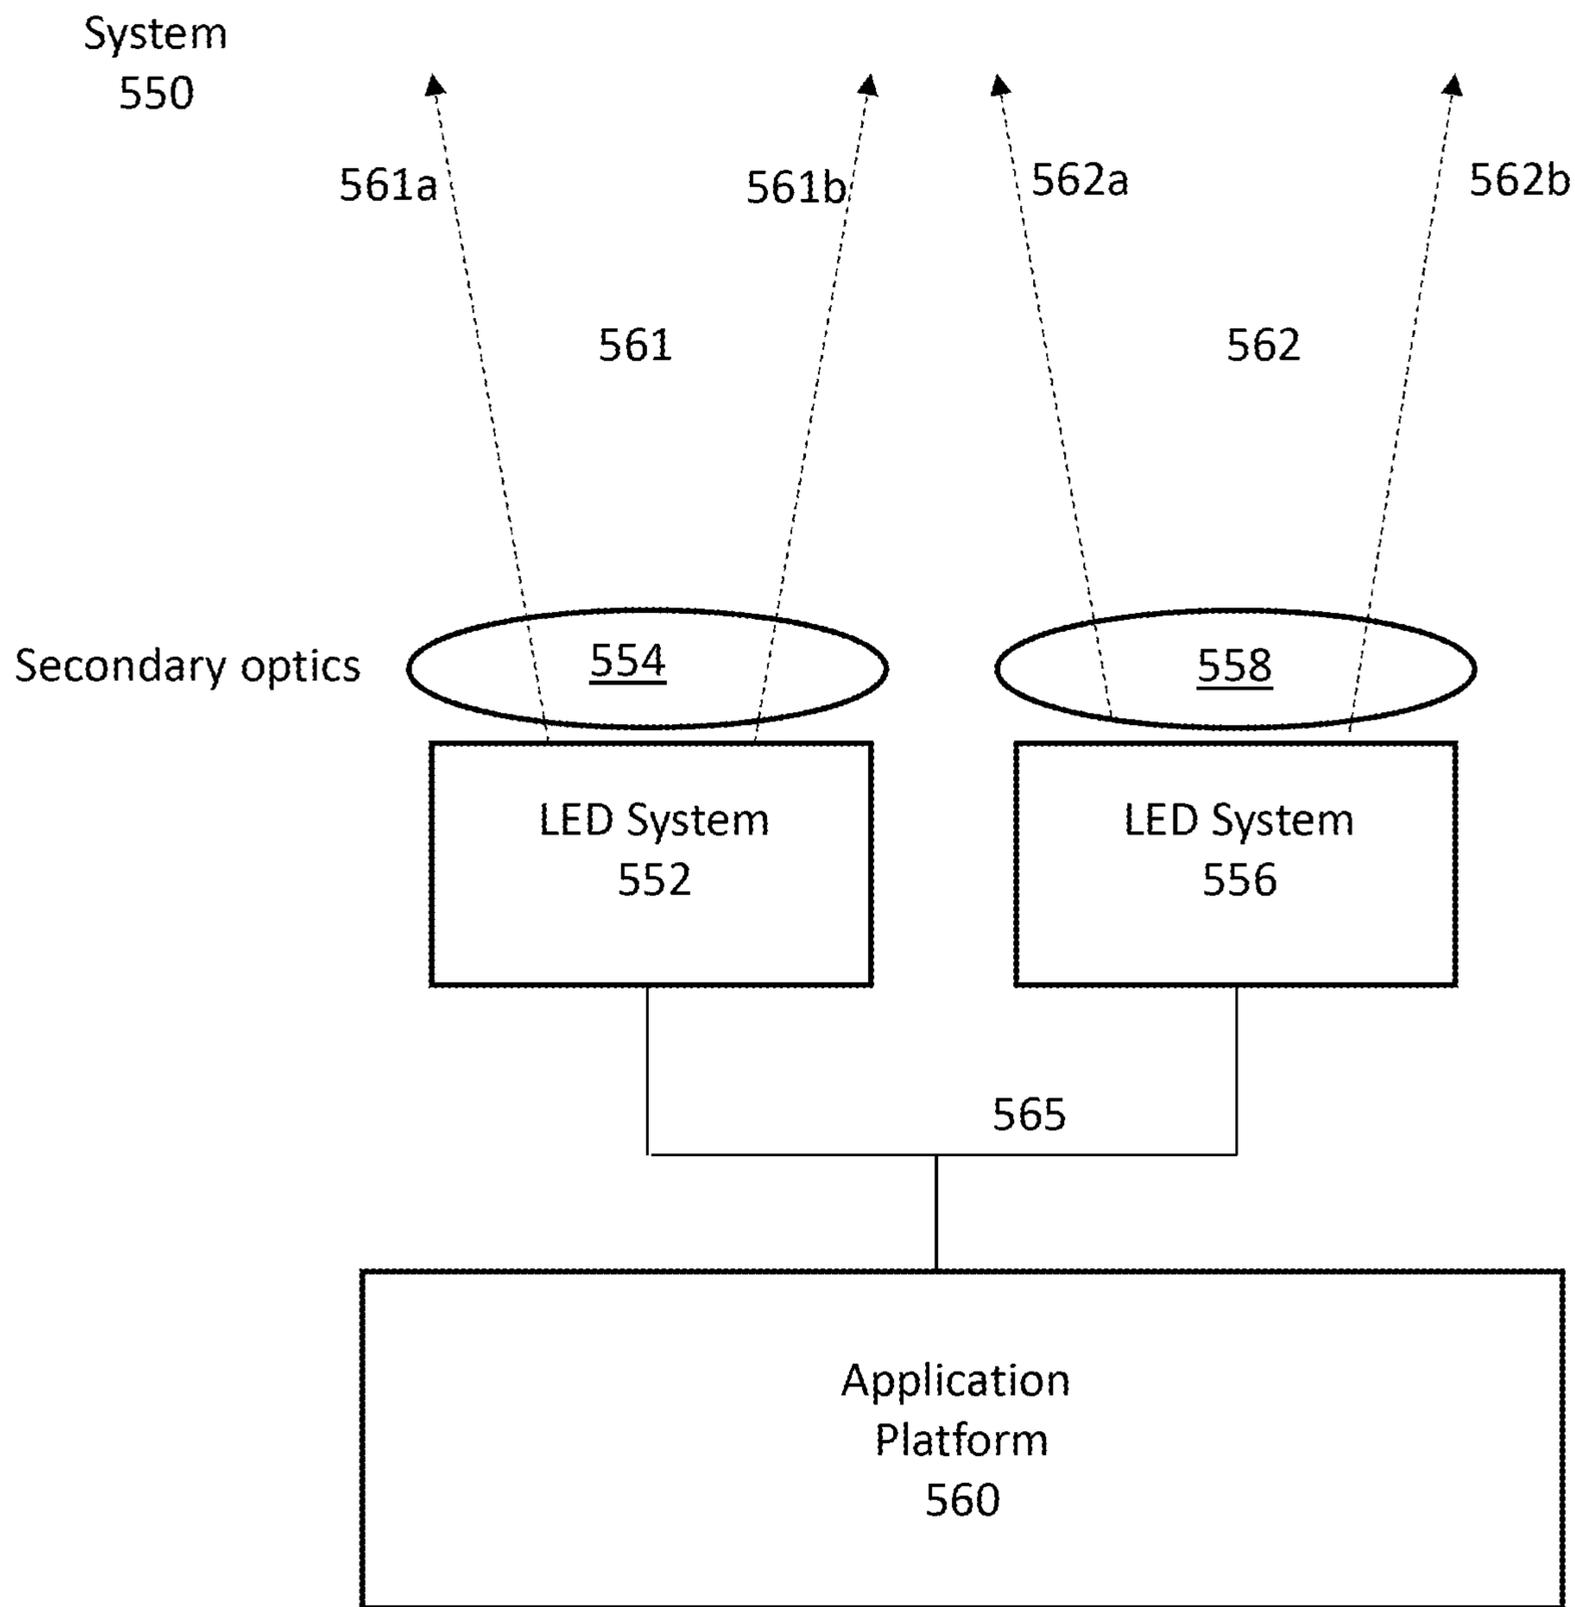 System
550
561a
561b
562a
562b
561
562
Secondary optics
554
558
LED System
552
LED System
556
565
Application
Platform
560